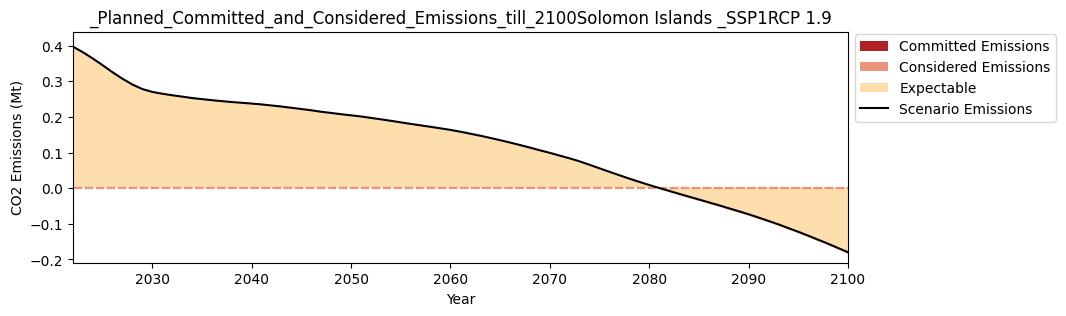 _Planned_Committed_and_Considered_Emissions_till_2100Solomon Islands _SSP1RCP 1.9
CO2 Emissions (Mt)
0.4
0.3
0.2
0.1
0.0
−0.1
−0.2
2030
2040
2050
2060
2070
2080
2090
2100
Year
Committed Emissions
Considered Emissions
Expectable
Scenario Emissions